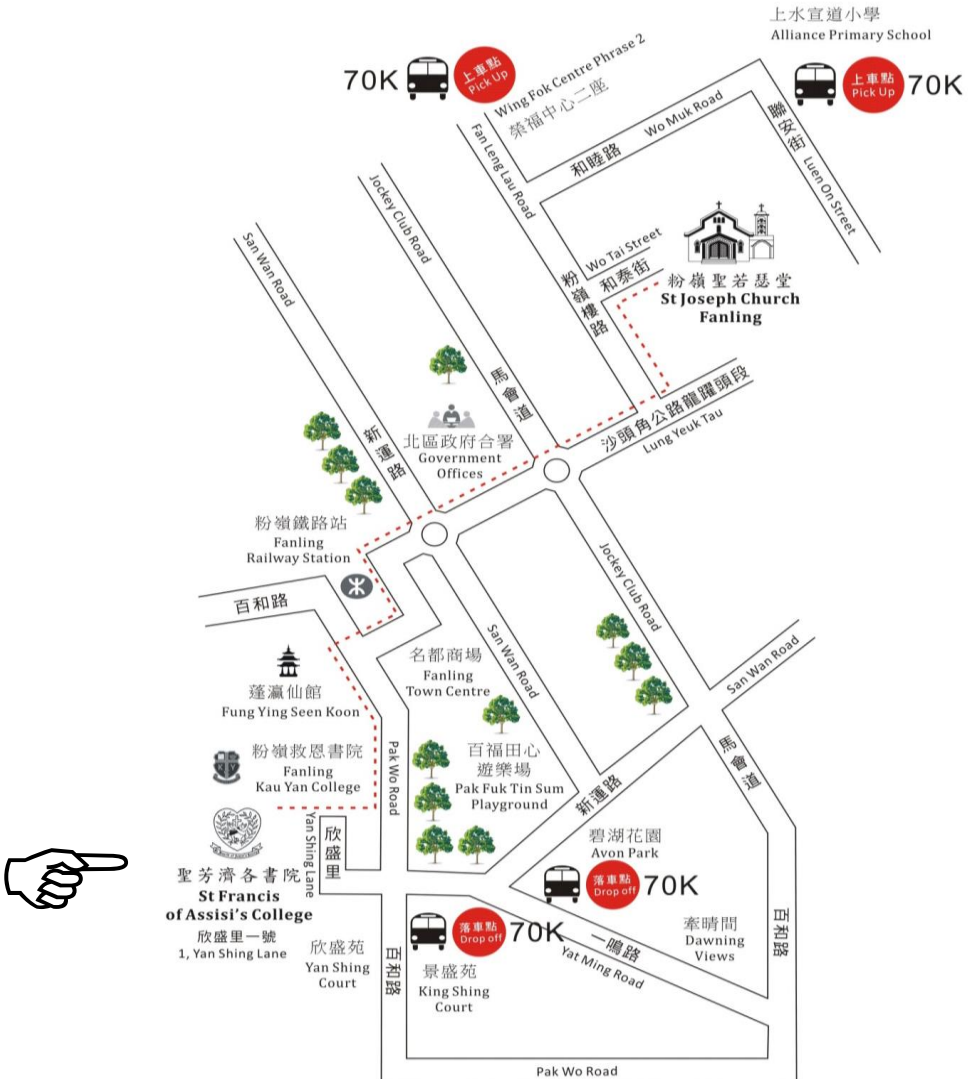 上水宣道小學
Alliance Primary School
70K
上車點
Pick Up
上車點
Pick Up
70K
Wing Fok Centre Phrase 2
榮福中心二座
Fan Leng Lau Road
Wo Muk Road
和睦路
聯安街
Luen On Street
Jockey Club Road
San Wan Road
Wo Tai Street
和泰街
粉嶺樓路
粉嶺聖若瑟堂
St Joseph Church
Fanling
馬會道
沙頭角公路龍躍頭段
Lung Yeuk Tau
新運路
北區政府合署
Government
Offices
粉嶺鐵路站
Fanling
Railway Station
百和路
Jockey Club Road
San Wan Road
San Wan Road
名都商場
Fanling
Town Centre
蓬瀛仙館
Fung Ying Seen Koon
粉嶺救恩書院
Fanling
Kau Yan College
Pak Wo Road
百福田心
遊樂場
Pak Fuk Tin Sum
Playground
馬會道
新運路
Yan Shing Lane
欣盛里
碧湖花園
Avon Park
落車點
Drop off
70K
聖芳濟各書院
St Francis
of Assisi's College
欣盛里一號
1, Yan Shing Lane
落車點
Drop off
70K
欣盛苑
Yan Shing
Court
百和路
景盛苑
King Shing
Court
一鳴路
Yat Ming Road
牽晴間
Dawning
Views
百和路
Pak Wo Road